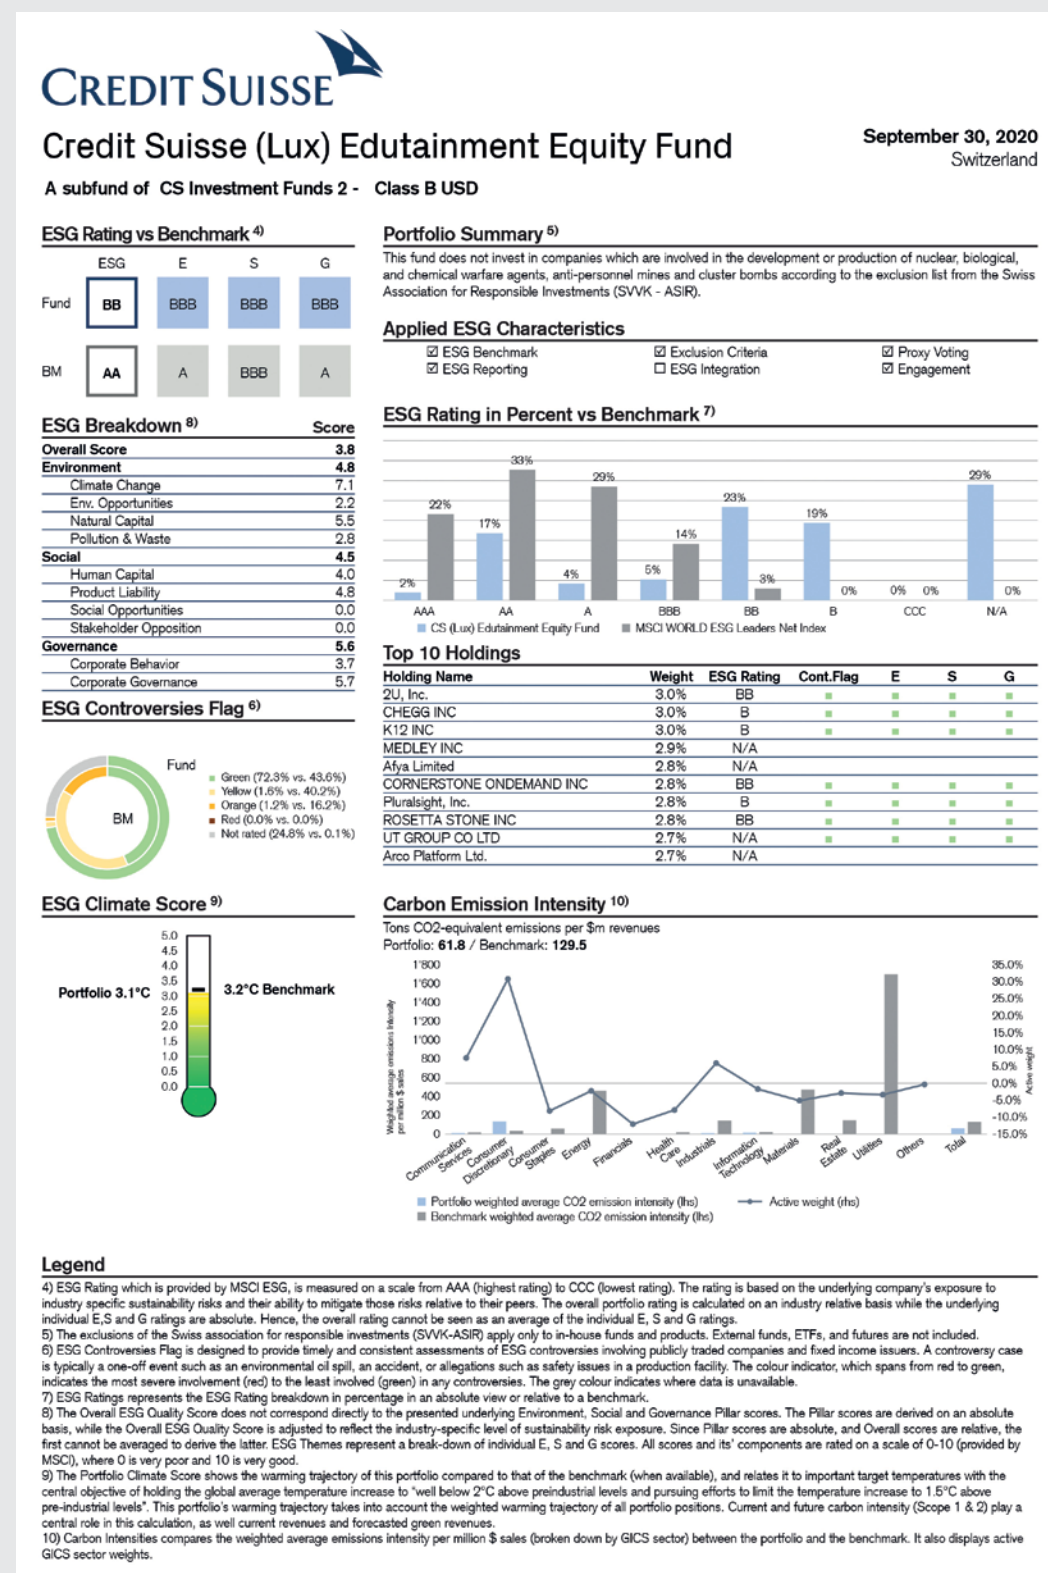 CREDIT SUISSE
Credit Suisse (Lux) Edutainment Equity Fund
September 30, 2020
Switzerland
A subfund of CS Investment Funds 2 - Class B USD
ESG Rating vs Benchmark 4)
ESG E S G
Fund BB BBB BBB BBB
BM AA A BBB A
ESG Breakdown 8) Score
Overall Score 3.8
Environment 4.8
Climate Change 7.1
Env. Opportunities 2.2
Natural Capital 5.5
Pollution & Waste 2.8
Social 4.5
Human Capital 4.0
Product Liability 4.8
Social Opportunities 0.0
Stakeholder Opposition 0.0
Governance 5.6
Corporate Behavior 3.7
Corporate Governance 5.7
ESG Controversies Flag 6)
Fund
BM
Green (72.3% vs. 43.6%)
Yellow (1.6% vs. 40.2%)
Orange (1.2% vs. 16.2%)
Red (0.0% vs. 0.0%)
Not rated (24.8% vs. 0.1%)
ESG Climate Score 9)
5.0
4.5
4.0
3.5
3.0
2.5
2.0
1.5
1.0
0.5
0.0
Portfolio 3.1°C
3.2°C Benchmark
Portfolio Summary 5)
This fund does not invest in companies which are involved in the development or production of nuclear, biological,
and chemical warfare agents, anti-personnel mines and cluster bombs according to the exclusion list from the Swiss
Association for Responsible Investments (SVVK - ASIR).
Applied ESG Characteristics
☑ ESG Benchmark ☑ Exclusion Criteria ☑ Proxy Voting
☑ ESG Reporting ☐ ESG Integration ☑ Engagement
ESG Rating in Percent vs Benchmark 7)
2% 22% 17% 33% 4% 29% 5% 14% 23% 3% 19% 0% 0% 0% 29% 0%
AAA AA A BBB BB B CCC N/A
CS (Lux) Edutainment Equity Fund MSCI WORLD ESG Leaders Net Index
Top 10 Holdings
Holding Name Weight ESG Rating Cont.Flag E S G
2U, Inc. 3.0% BB
CHEGG INC 3.0% B
K12 INC 3.0% B
MEDLEY INC 2.9% N/A
Afya Limited 2.8% N/A
CORNERSTONE ONDEMAND INC 2.8% BB
Pluralsight, Inc. 2.8% B
ROSETTA STONE INC 2.8% BB
UT GROUP CO LTD 2.7% N/A
Arco Platform Ltd. 2.7% N/A
Carbon Emission Intensity 10)
Tons CO2-equivalent emissions per $m revenues
Portfolio: 61.8 / Benchmark: 129.5
Weighted average emissions intensity
per million $ sales
1'800
1'600
1'400
1'200
1'000
800
600
400
200
0
35.0%
30.0%
25.0%
20.0%
15.0%
10.0%
5.0%
0.0%
-5.0%
-10.0%
-15.0%
Active weight
Communication Services
Consumer Discretionary
Consumer Staples
Energy
Financials
Health Care
Industrials
Information Technology
Materials
Real Estate
Utilities
Others
Total
Portfolio weighted average CO2 emission intensity (lhs) Active weight (rhs)
Benchmark weighted average CO2 emission intensity (lhs)
Legend
4) ESG Rating which is provided by MSCI ESG, is measured on a scale from AAA (highest rating) to CCC (lowest rating). The rating is based on the underlying company's exposure to
industry specific sustainability risks and their ability to mitigate those risks relative to their peers. The overall portfolio rating is calculated on an industry relative basis while the underlying
individual E,S and G ratings are absolute. Hence, the overall rating cannot be seen as an average of the individual E, S and G ratings.
5) The exclusions of the Swiss association for responsible investments (SVVK-ASIR) apply only to in-house funds and products. External funds, ETFs, and futures are not included.
6) ESG Controversies Flag is designed to provide timely and consistent assessments of ESG controversies involving publicly traded companies and fixed income issuers. A controversy case
is typically a one-off event such as an environmental oil spill, an accident, or allegations such as safety issues in a production facility. The colour indicator, which spans from red to green,
indicates the most severe involvement (red) to the least involved (green) in any controversies. The grey colour indicates where data is unavailable.
7) ESG Ratings represents the ESG Rating breakdown in percentage in an absolute view or relative to a benchmark.
8) The Overall ESG Quality Score does not correspond directly to the presented underlying Environment, Social and Governance Pillar scores. The Pillar scores are derived on an absolute
basis, while the Overall ESG Quality Score is adjusted to reflect the industry-specific level of sustainability risk exposure. Since Pillar scores are absolute, and Overall scores are relative, the
first cannot be averaged to derive the latter. ESG Themes represent a break-down of individual E, S and G scores. All scores and its' components are rated on a scale of 0-10 (provided by
MSCI), where 0 is very poor and 10 is very good.
9) The Portfolio Climate Score shows the warming trajectory of this portfolio compared to that of the benchmark (when available), and relates it to important target temperatures with the
central objective of holding the global average temperature increase to "well below 2°C above preindustrial levels and pursuing efforts to limit the temperature increase to 1.5°C above
pre-industrial levels". This portfolio's warming trajectory takes into account the weighted warming trajectory of all portfolio positions. Current and future carbon intensity (Scope 1 & 2) play a
central role in this calculation, as well current revenues and forecasted green revenues.
10) Carbon Intensities compares the weighted average emissions intensity per million $ sales (broken down by GICS sector) between the portfolio and the benchmark. It also displays active
GICS sector weights.